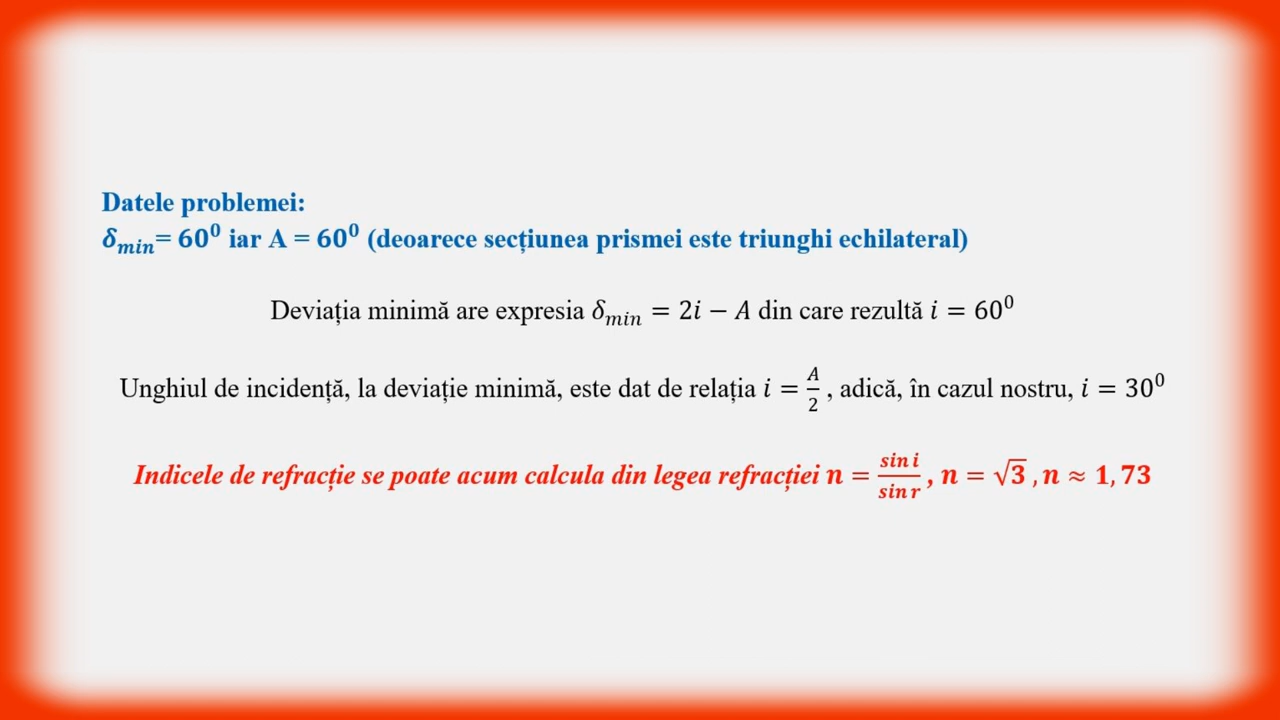 Datele problemei:
δ_min= 60⁰ iar A = 60⁰ (deoarece secțiunea prismei este triunghi echilateral)
Deviația minimă are expresia δ_min = 2i − A din care rezultă i = 60⁰
Unghiul de incidență, la deviație minimă, este dat de relația i = A/2 , adică, în cazul nostru, i = 30⁰
Indicele de refracție se poate acum calcula din legea refracției n = sin i/sin r , n = √3 , n ≈ 1, 73